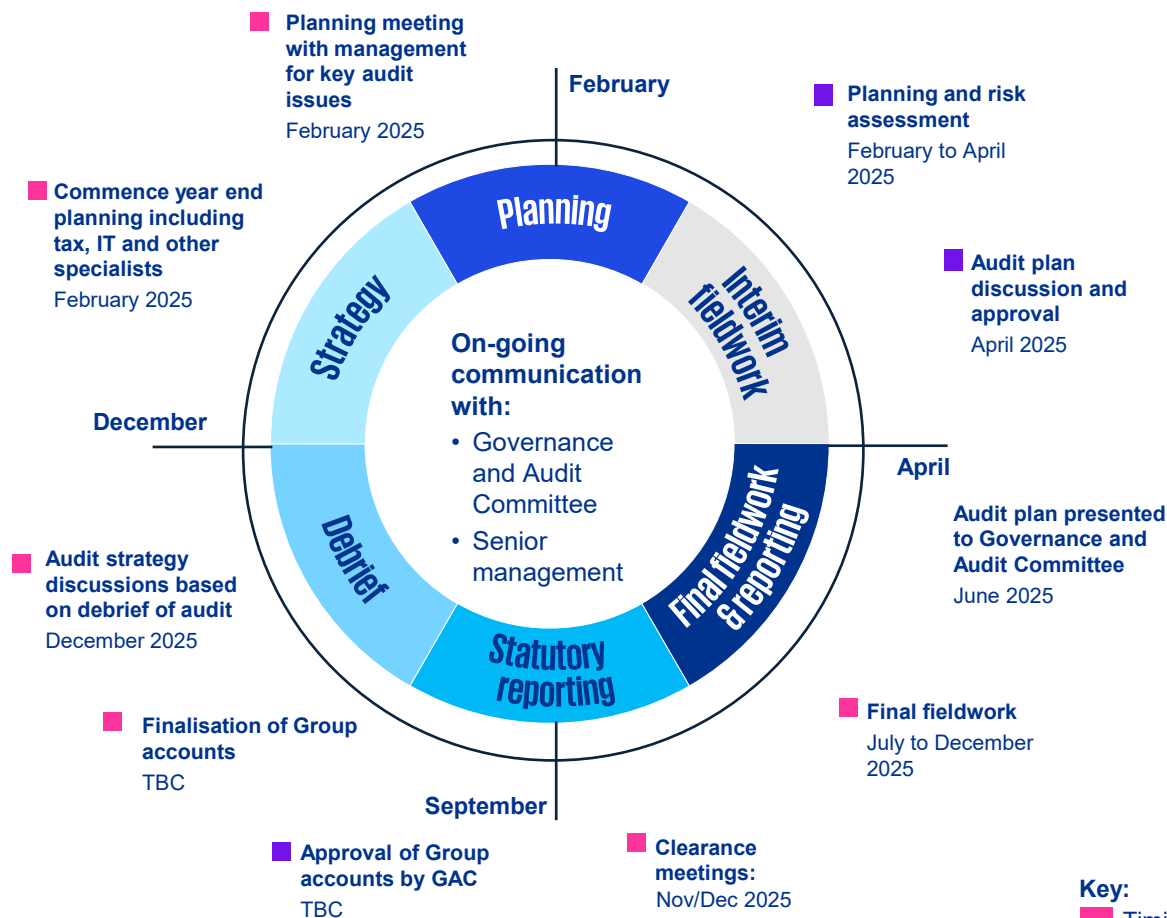 Planning meeting
with management
for key audit
issues
February 2025
February
Planning and risk
assessment
February to April
2025
Commence year end
planning including
tax, IT and other
specialists
February 2025
Audit plan
discussion and
approval
April 2025
Planning
Interim
fieldwork
Strategy
On-going
communication
with:
• Governance
and Audit
Committee
• Senior
management
December
April
Final fieldwork
& reporting
Debrief
Statutory
reporting
Audit plan presented
to Governance and
Audit Committee
June 2025
Audit strategy
discussions based
on debrief of audit
December 2025
Final fieldwork
July to December
2025
Finalisation of Group
accounts
TBC
September
Approval of Group
accounts by GAC
TBC
Clearance
meetings:
Nov/Dec 2025
Key: